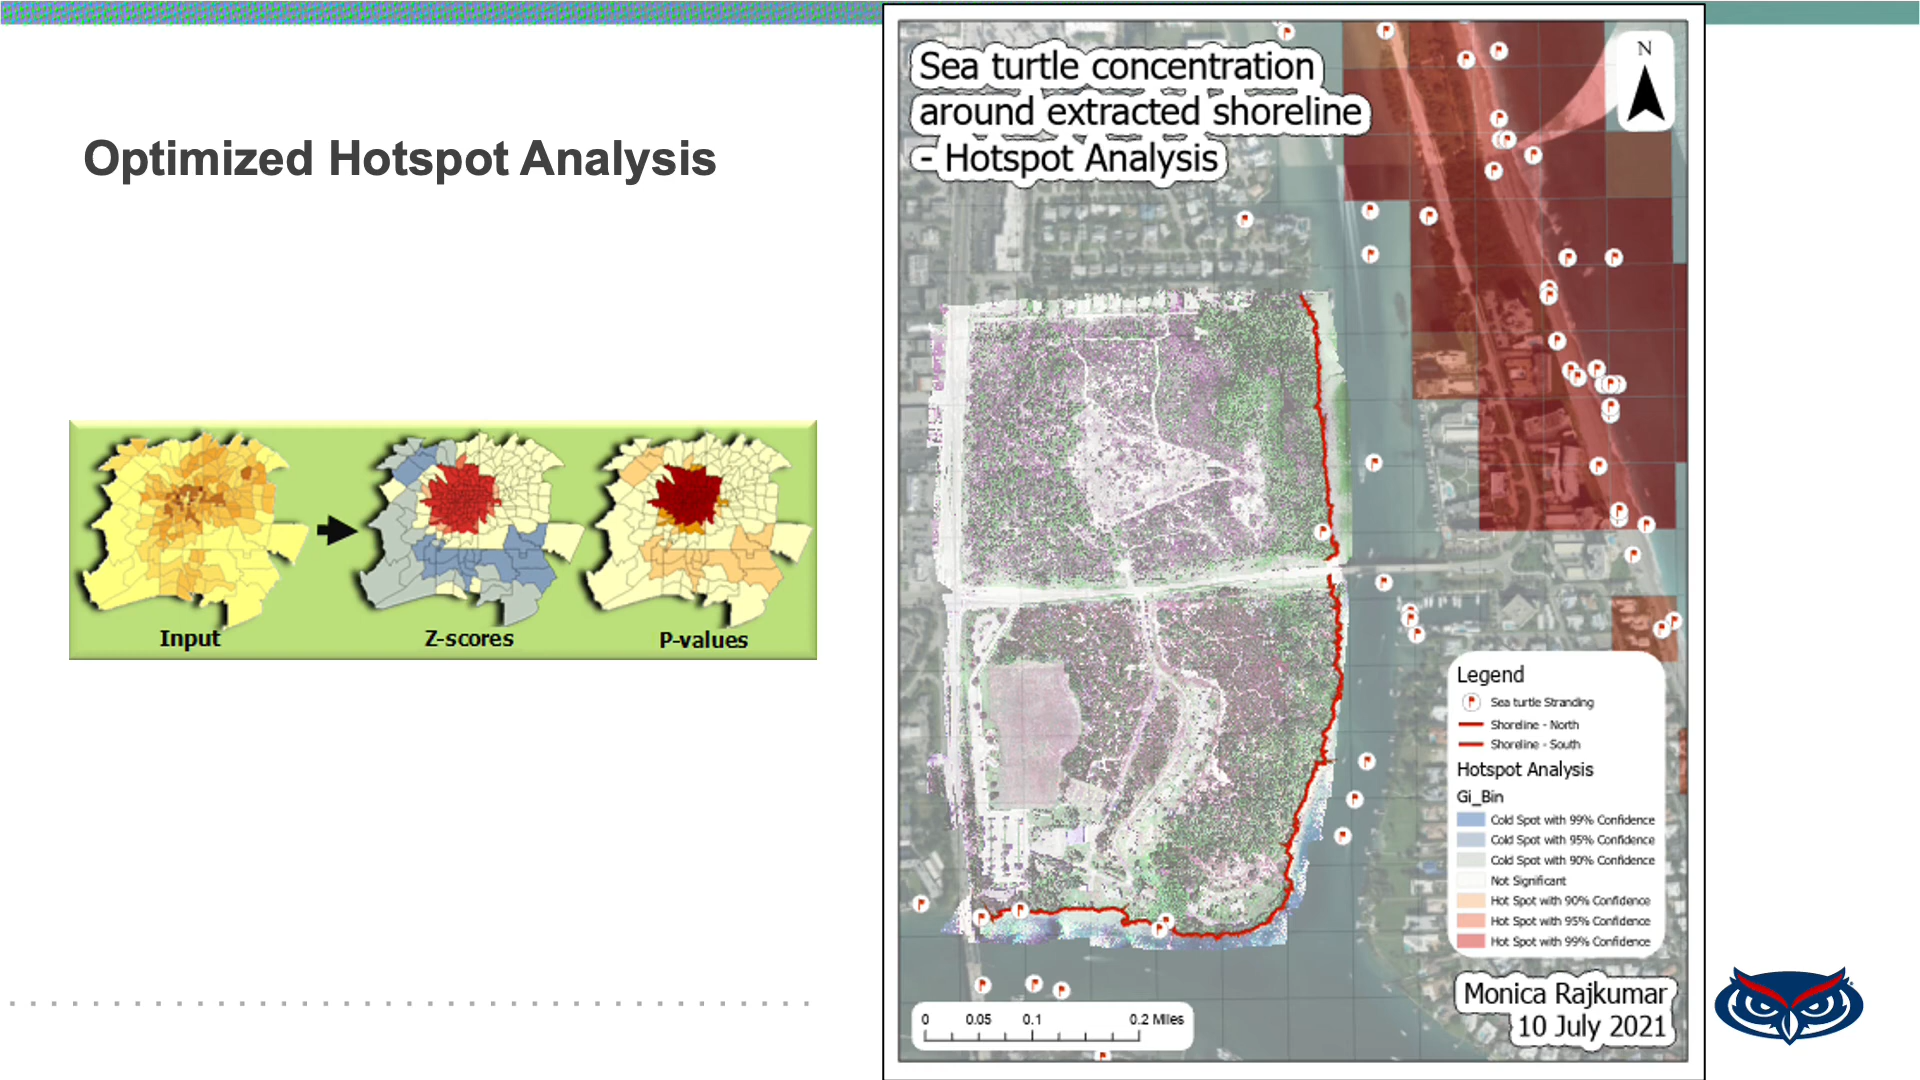 Optimized Hotspot Analysis
Input
Z-scores
P-values
Sea turtle concentration
around extracted shoreline
- Hotspot Analysis
N
Legend
Sea turtle Stranding
Shoreline - North
Shoreline - South
Hotspot Analysis
Gi_Bin
Cold Spot with 99% Confidence
Cold Spot with 95% Confidence
Cold Spot with 90% Confidence
Not Significant
Hot Spot with 90% Confidence
Hot Spot with 95% Confidence
Hot Spot with 99% Confidence
Monica Rajkumar
10 July 2021
0 0.05 0.1 0.2 Miles